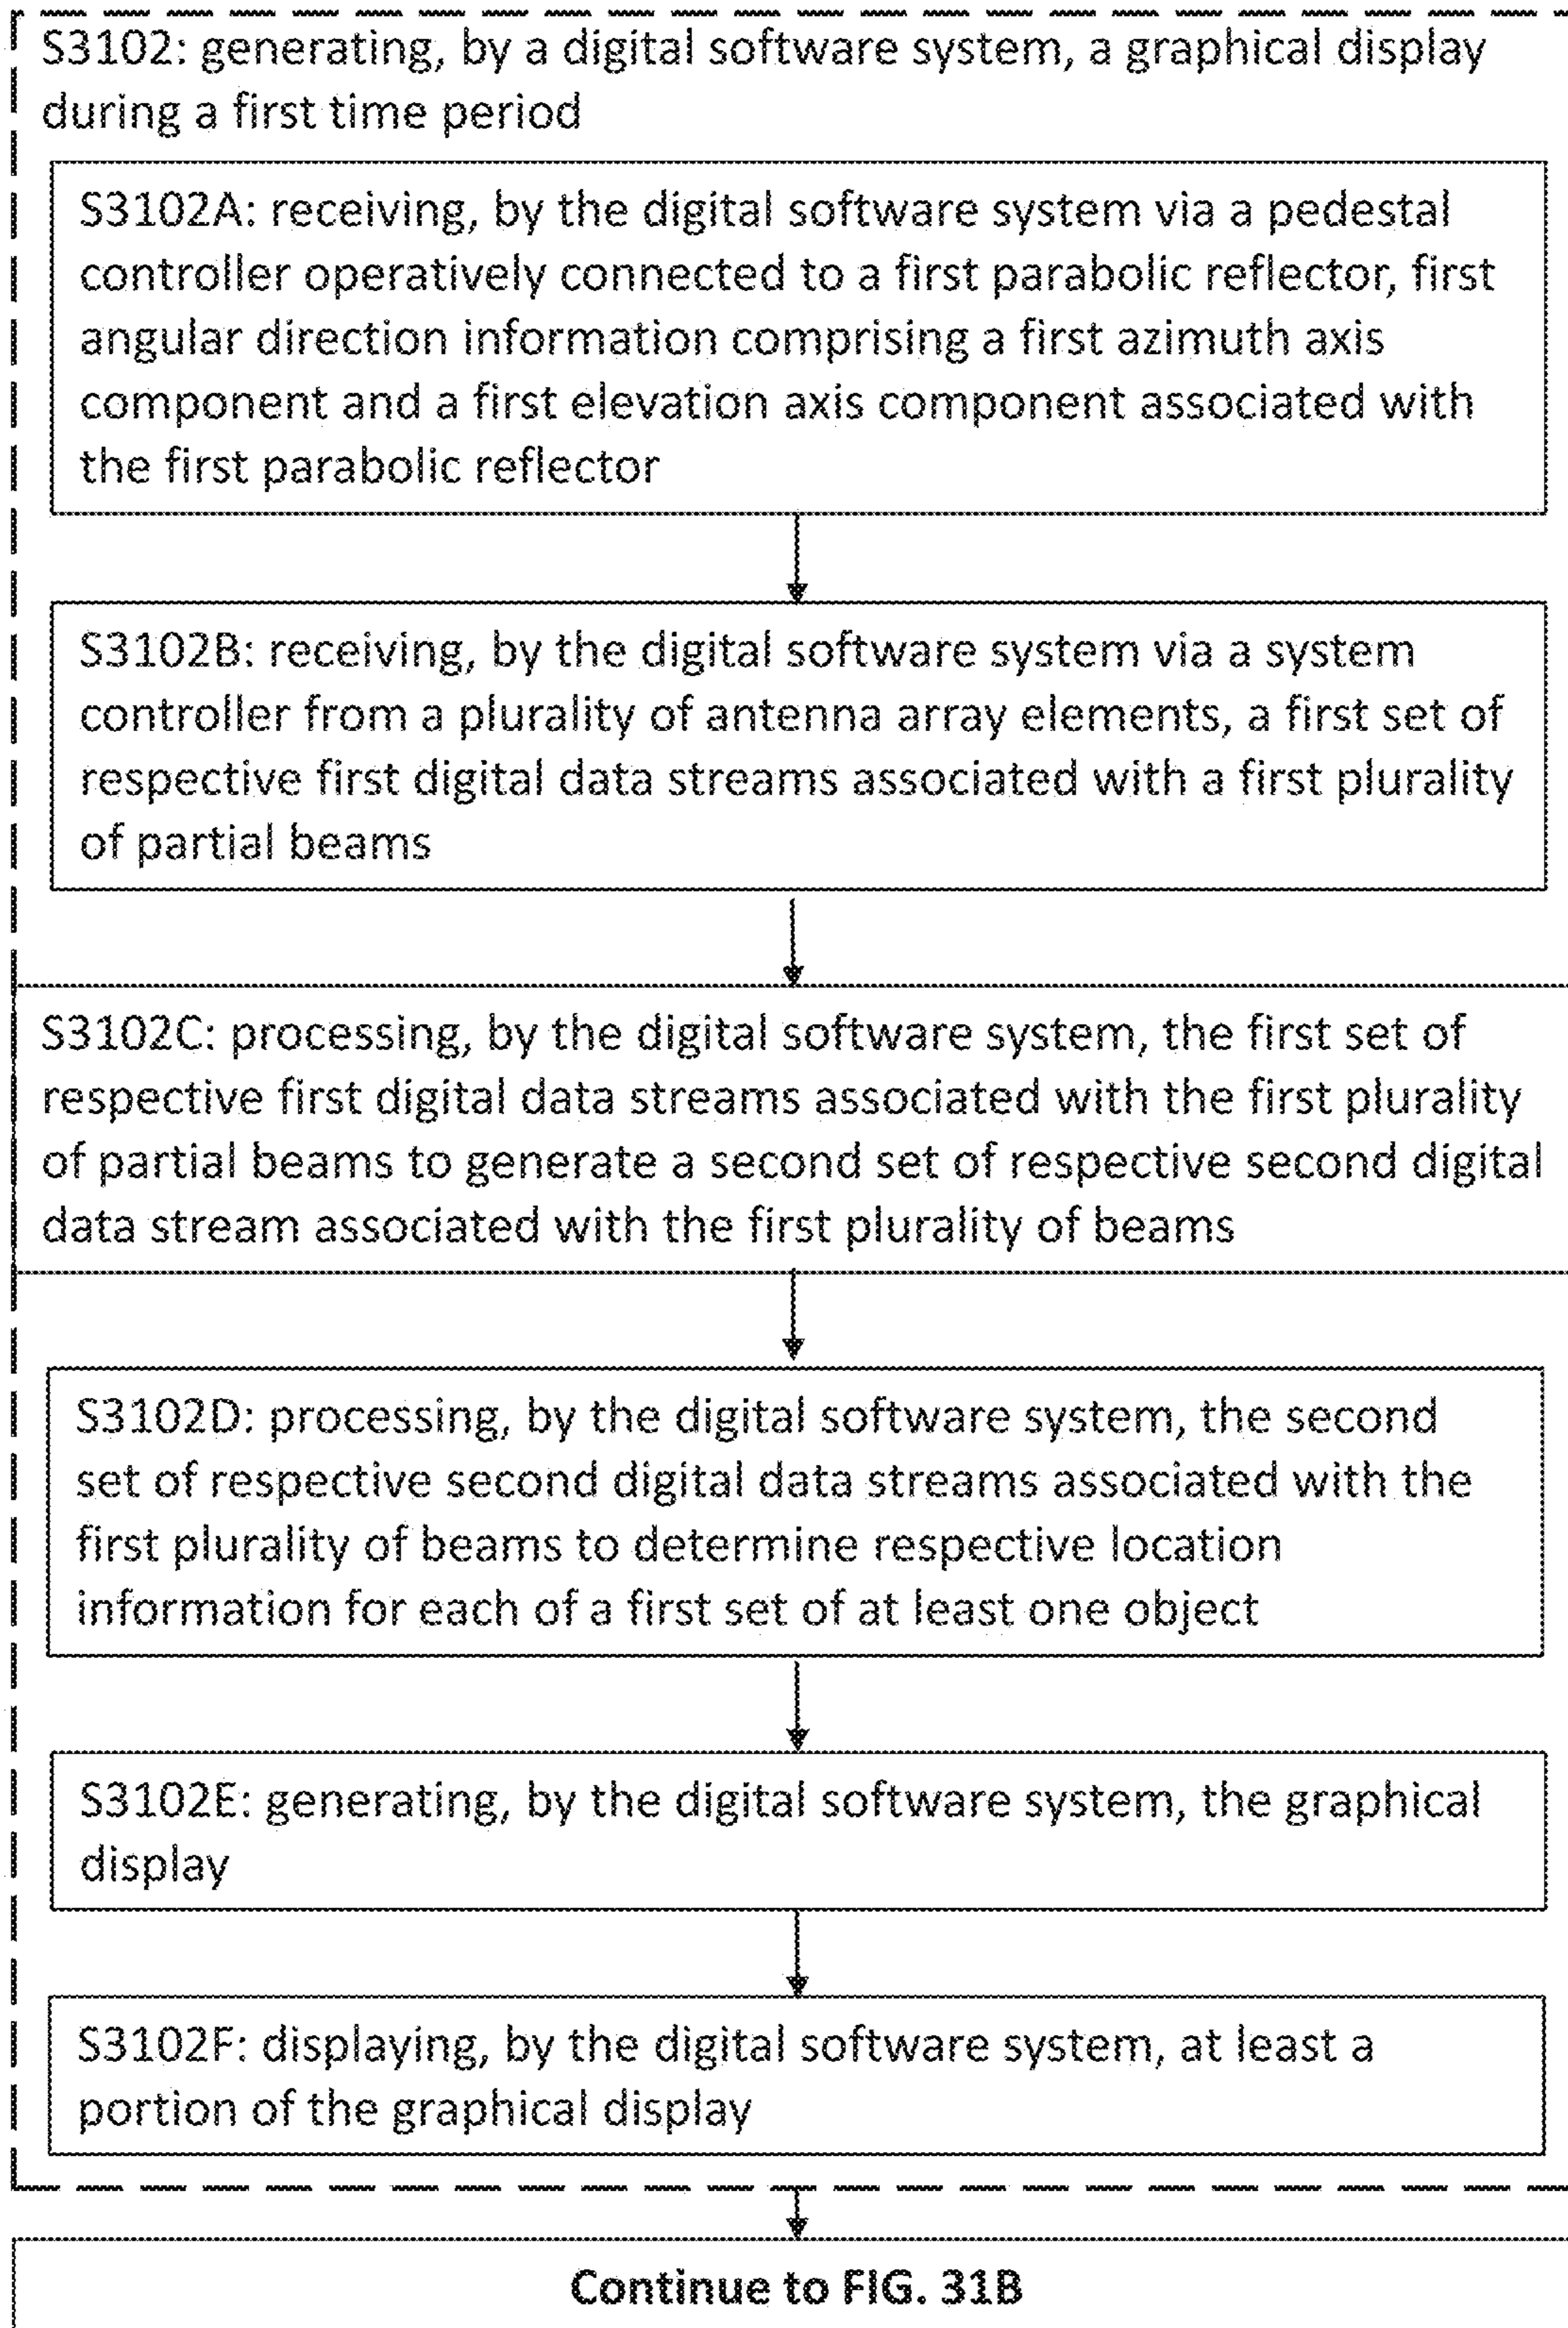 S3102: generating, by a digital software system, a graphical display
during a first time period
S3102A: receiving, by the digital software system via a pedestal
controller operatively connected to a first parabolic reflector, first
angular direction information comprising a first azimuth axis
component and a first elevation axis component associated with
the first parabolic reflector
S3102B: receiving, by the digital software system via a system
controller from a plurality of antenna array elements, a first set of
respective first digital data streams associated with a first plurality
of partial beams
S3102C: processing, by the digital software system, the first set of
respective first digital data streams associated with the first plurality
of partial beams to generate a second set of respective second digital
data stream associated with the first plurality of beams
S3102D: processing, by the digital software system, the second
set of respective second digital data streams associated with the
first plurality of beams to determine respective location
information for each of a first set of at least one object
S3102E: generating, by the digital software system, the graphical
display
S3102F: displaying, by the digital software system, at least a
portion of the graphical display
Continue to FIG. 31B